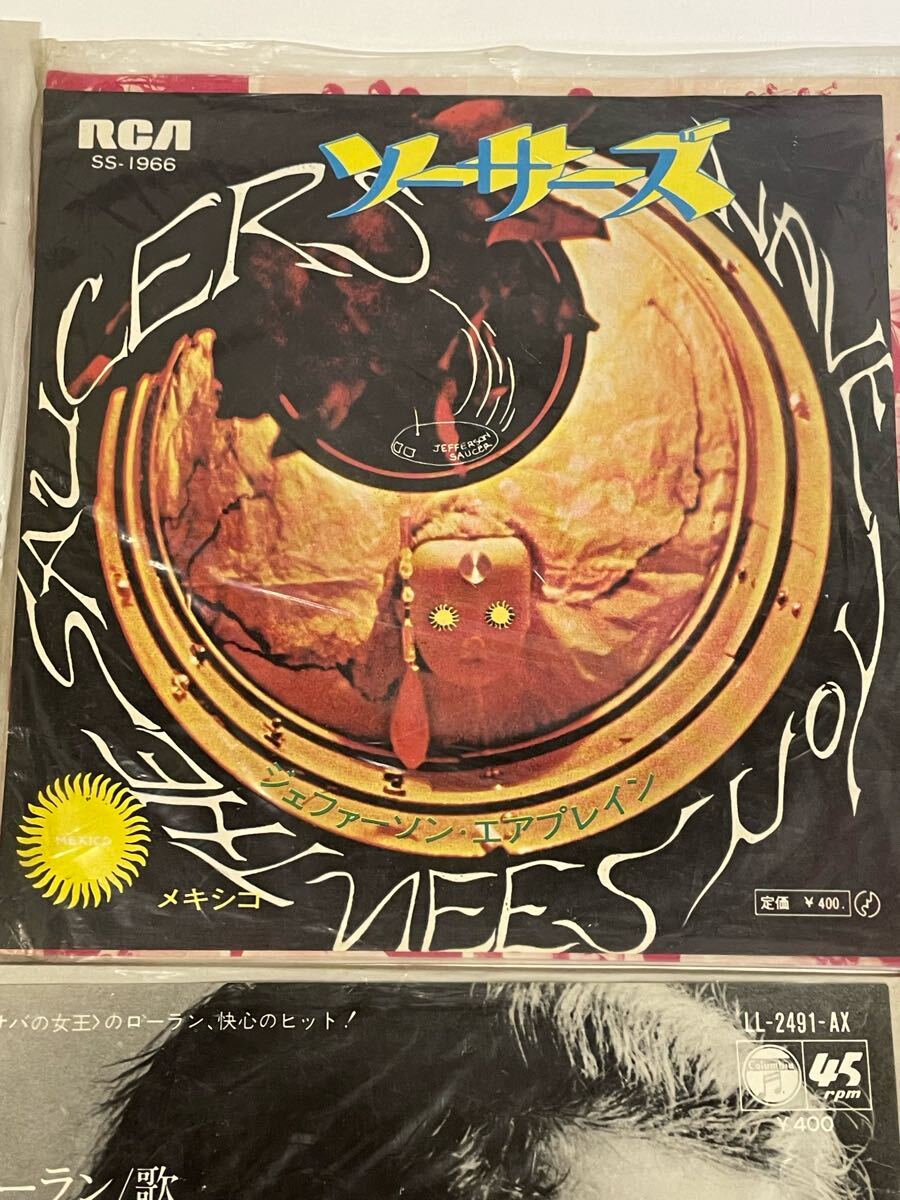 RCA
SS-1966
ソーサーズ
HAVE YOU SEEN THE SAUCERS
JEFFERSON
SAUCER
ジェファーソン・エアプレイン
MEXICO
メキシコ
定価 ¥400.
サバの女王〉のローラン、快心のヒット!
LL-2491-AX
Columbia
45
rpm
¥400
ーラン/歌